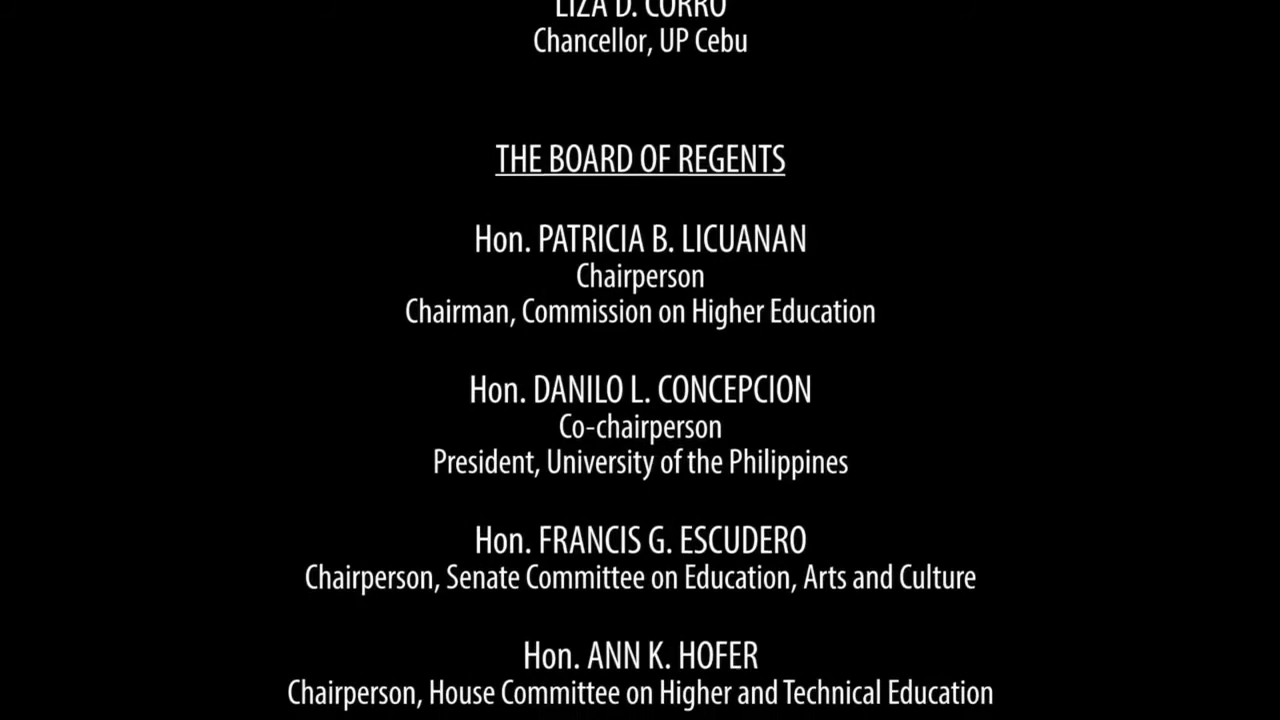 LIZA D. CORRO
Chancellor, UP Cebu
THE BOARD OF REGENTS
Hon. PATRICIA B. LICUANAN
Chairperson
Chairman, Commission on Higher Education
Hon. DANILO L. CONCEPCION
Co-chairperson
President, University of the Philippines
Hon. FRANCIS G. ESCUDERO
Chairperson, Senate Committee on Education, Arts and Culture
Hon. ANN K. HOFER
Chairperson, House Committee on Higher and Technical Education